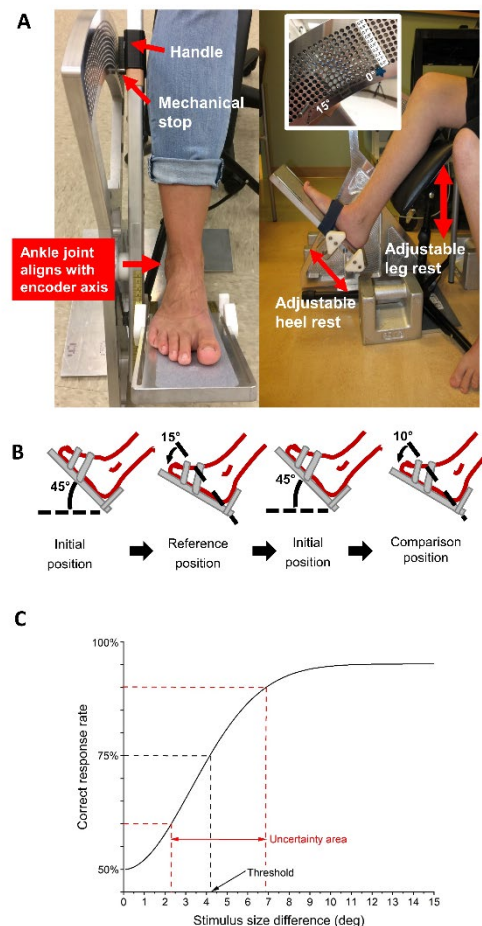 A
Handle
Mechanical
stop
Ankle joint
aligns with
encoder axis
15°
0°
Adjustable
leg rest
Adjustable
heel rest
B
45°
15°
45°
10°
Initial
position
Reference
position
Initial
position
Comparison
position
C
100%
75%
50%
Correct response rate
Uncertainty area
Threshold
0 1 2 3 4 5 6 7 8 9 10 11 12 13 14 15
Stimulus size difference (deg)